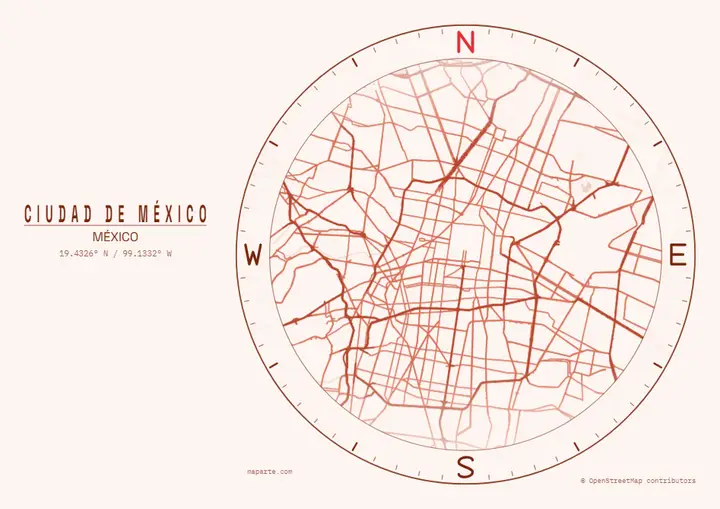 CIUDAD DE MÉXICO
MÉXICO
19.4326° N / 99.1332° W
N
W
E
S
maparte.com
© OpenStreetMap contributors